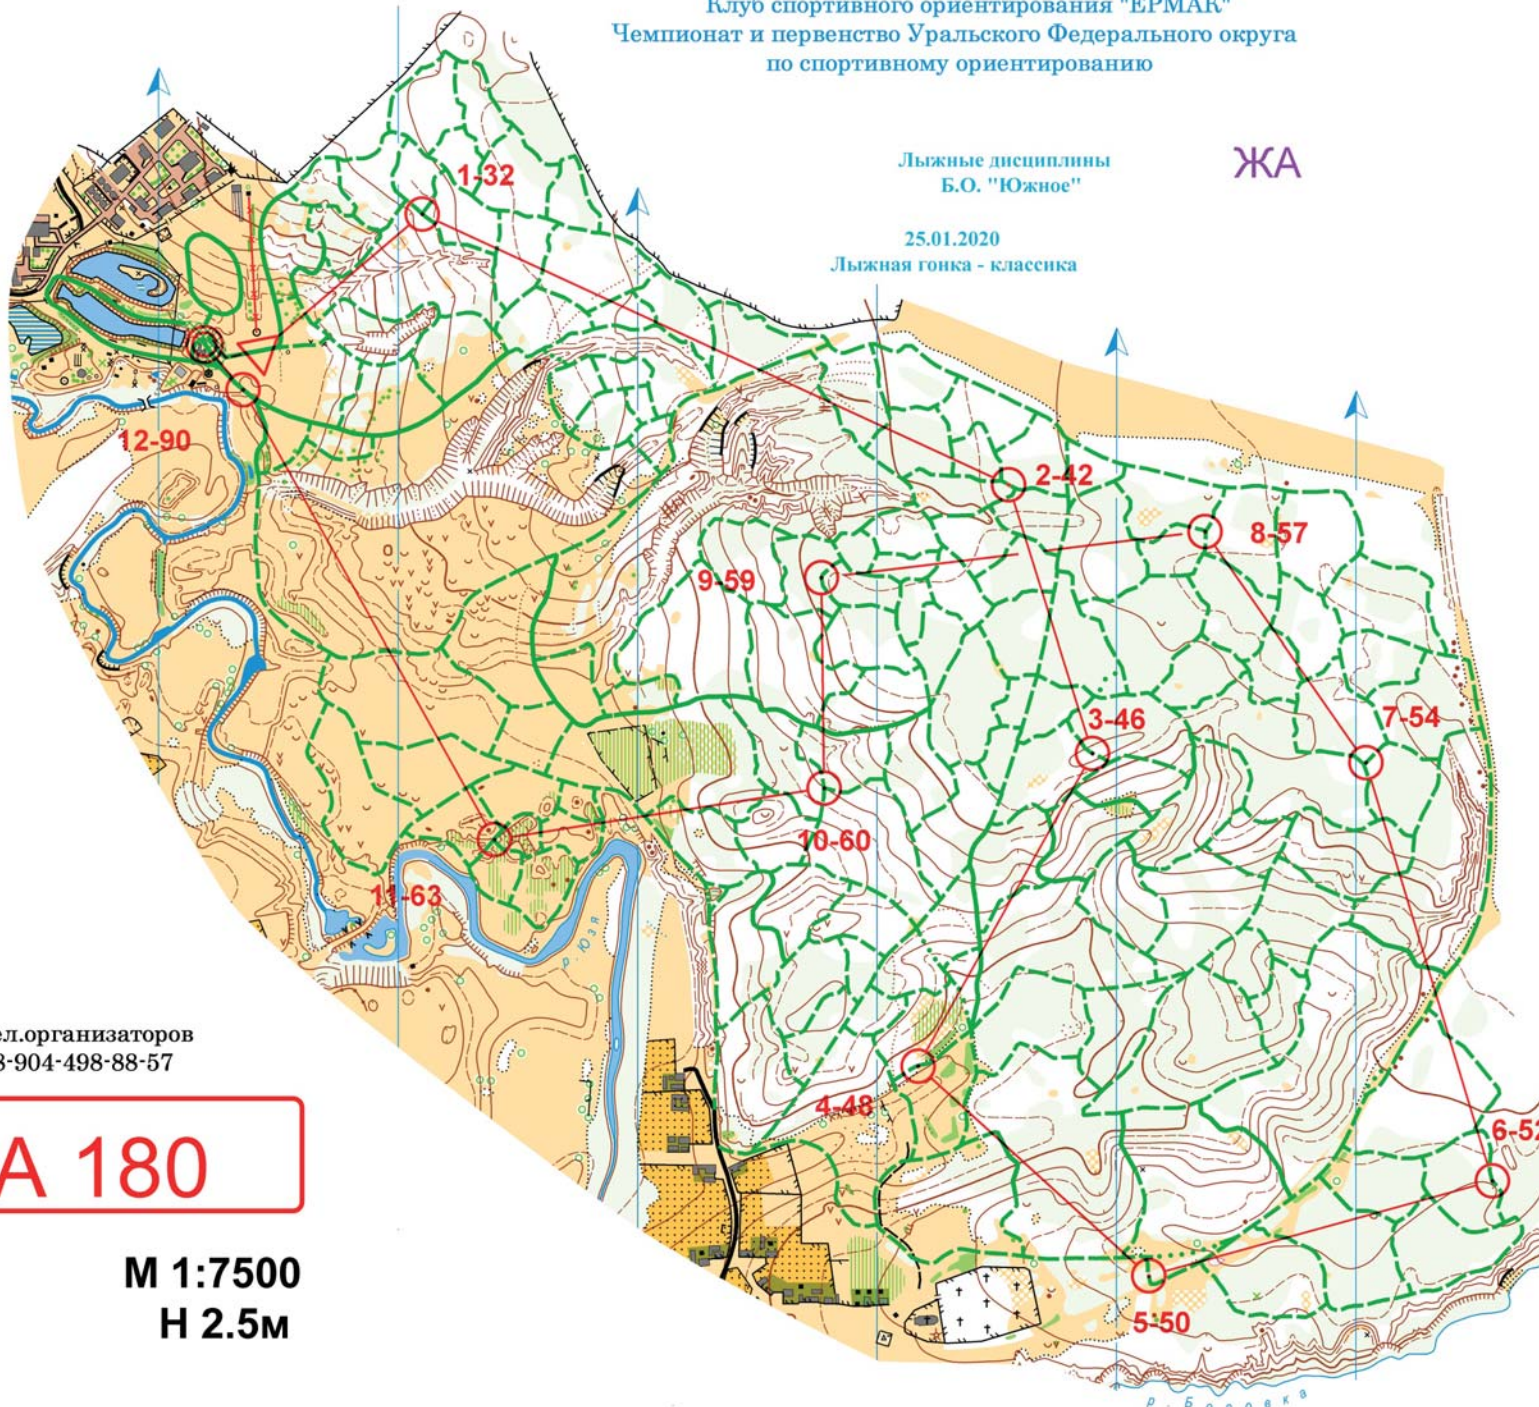 Клуб спортивного ориентирования "ЕРМАК"
Чемпионат и первенство Уральского Федерального округа
по спортивному ориентированию
Лыжные дисциплины
Б.О. "Южное"
ЖА
25.01.2020
Лыжная гонка - классика
1-32
12-90
2-42
8-57
9-59
3-46
7-54
10-60
11-63
р. Юзя
4-48
6-52
5-50
ел.организаторов
8-904-498-88-57
А 180
М 1:7500
Н 2.5м